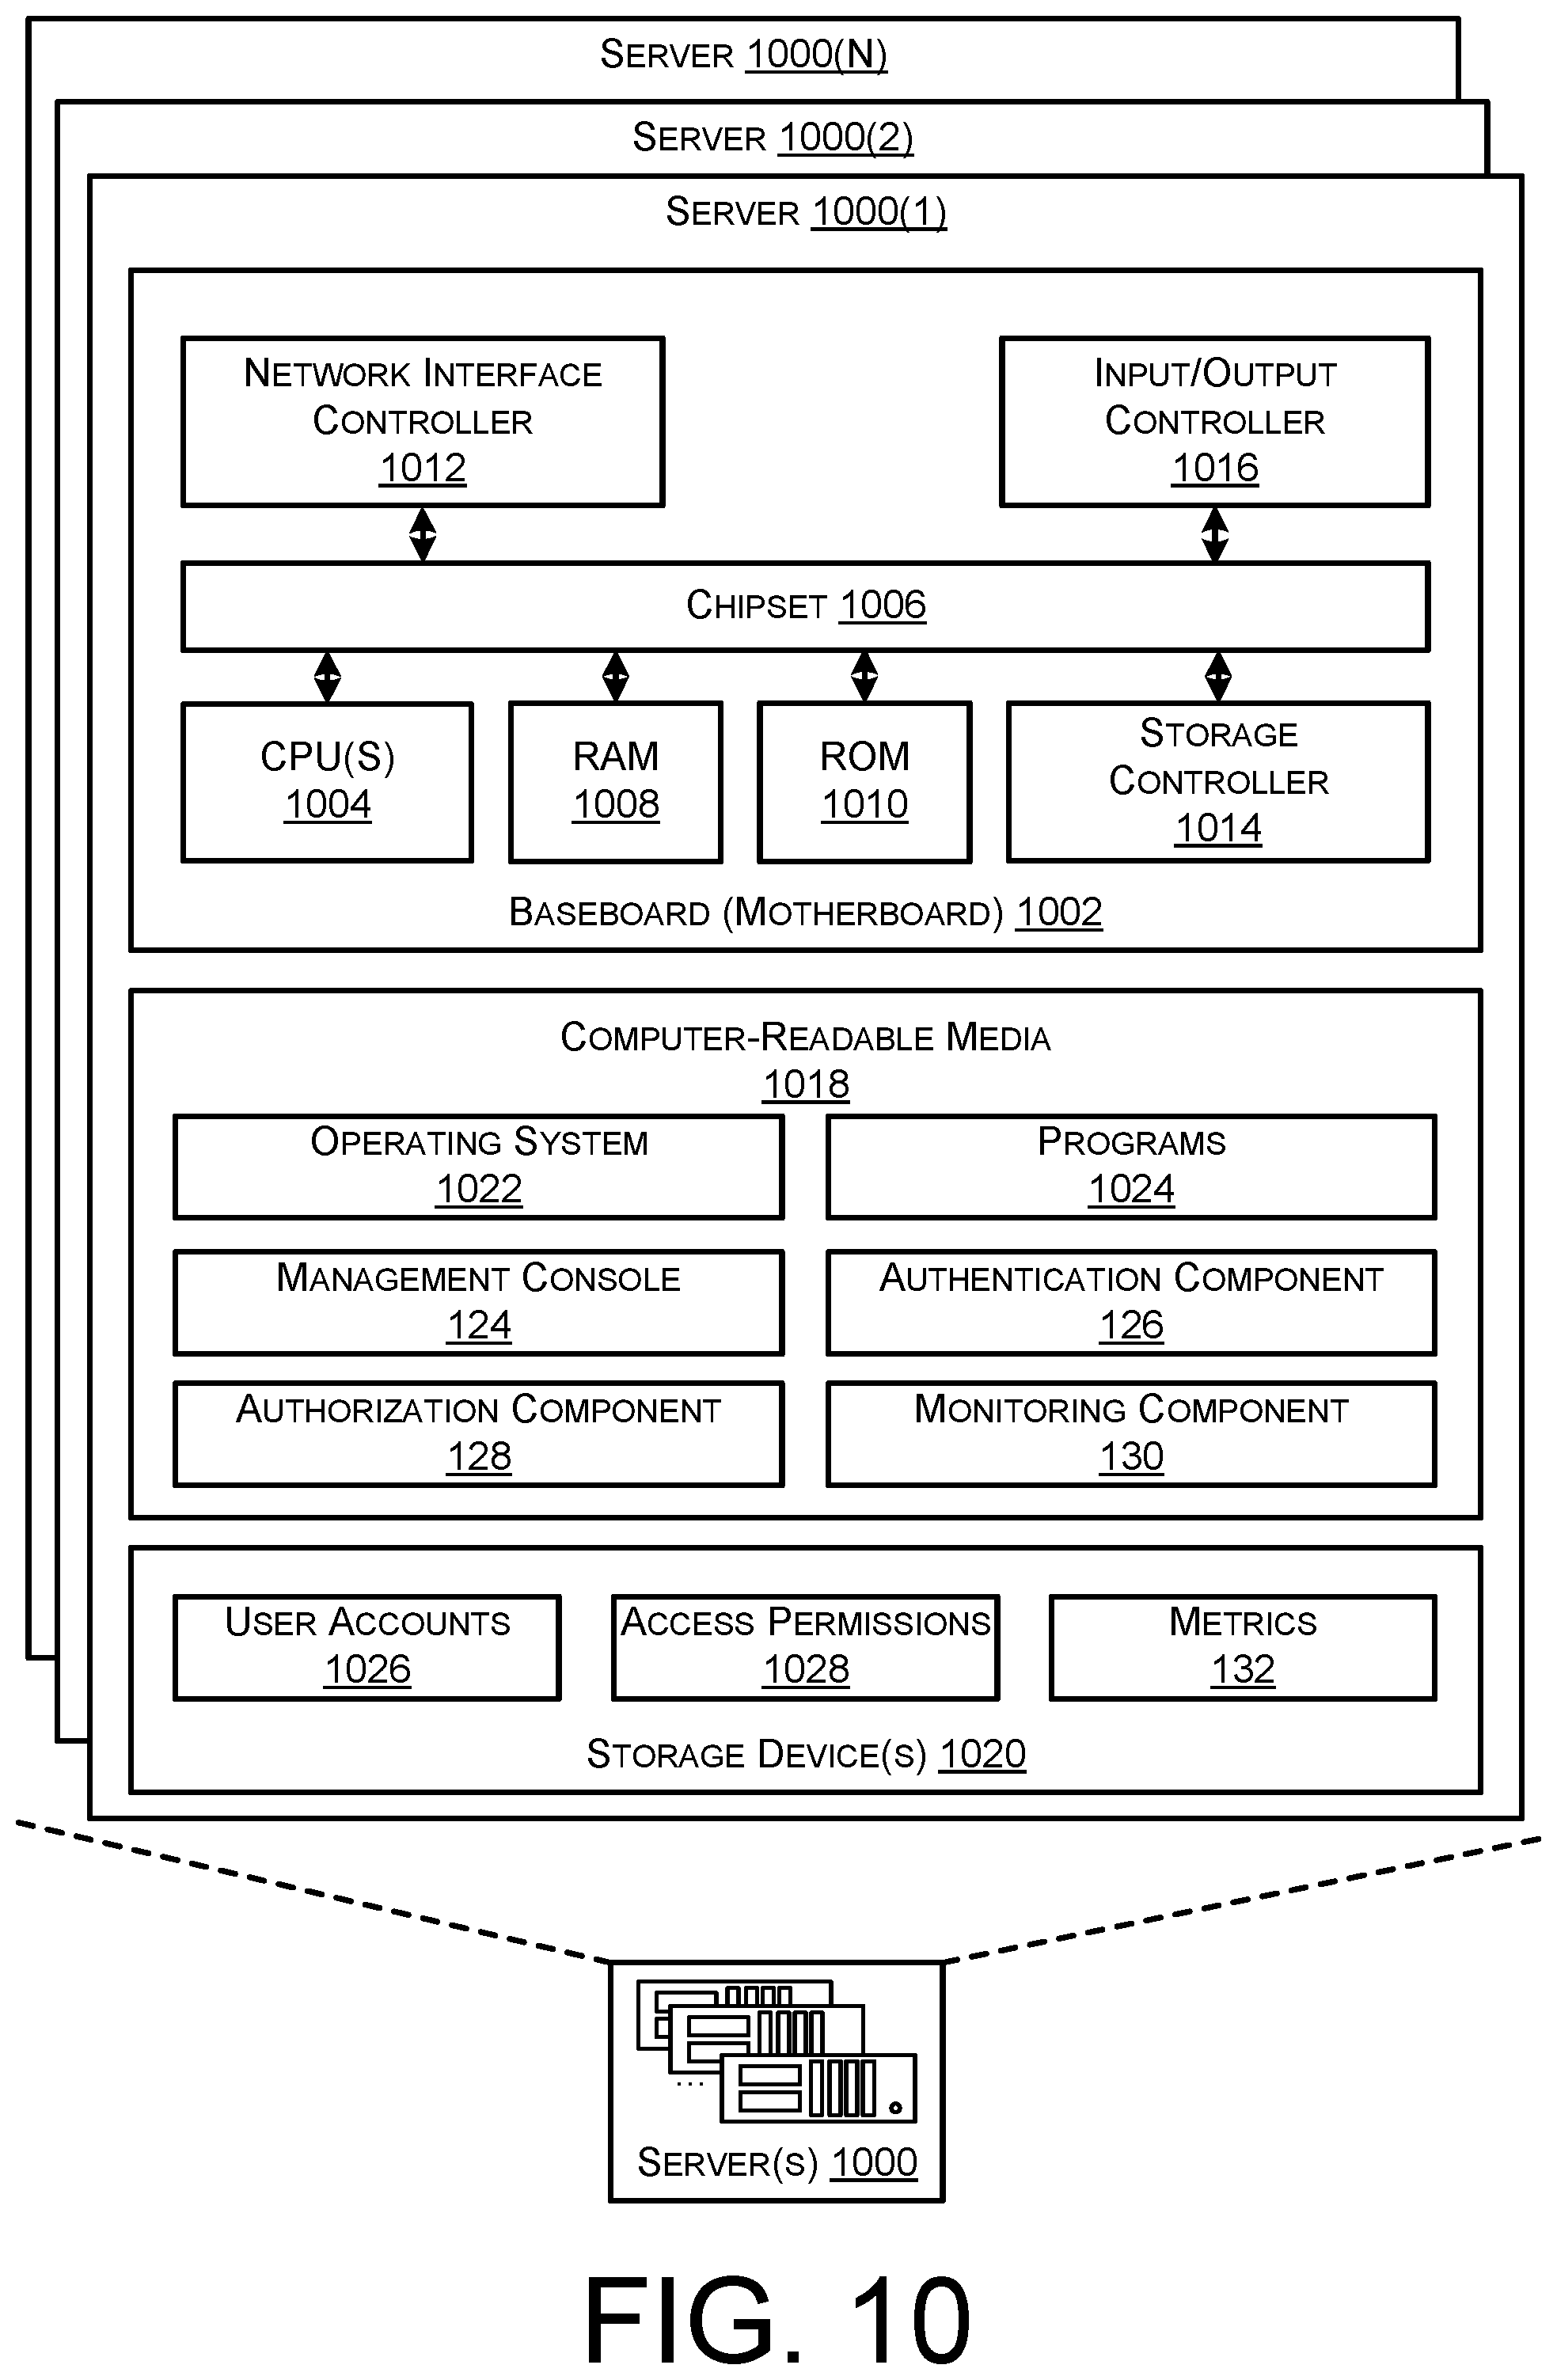 SERVER 1000(N)
SERVER 1000(2)
SERVER 1000(1)
NETWORK INTERFACE
CONTROLLER
1012
INPUT/OUTPUT
CONTROLLER
1016
CHIPSET 1006
CPU(S)
1004
RAM
1008
ROM
1010
STORAGE
CONTROLLER
1014
BASEBOARD (MOTHERBOARD) 1002
COMPUTER-READABLE MEDIA
1018
OPERATING SYSTEM
1022
PROGRAMS
1024
MANAGEMENT CONSOLE
124
AUTHENTICATION COMPONENT
126
AUTHORIZATION COMPONENT
128
MONITORING COMPONENT
130
USER ACCOUNTS
1026
ACCESS PERMISSIONS
1028
METRICS
132
STORAGE DEVICE(S) 1020
...
SERVER(S) 1000
FIG. 10